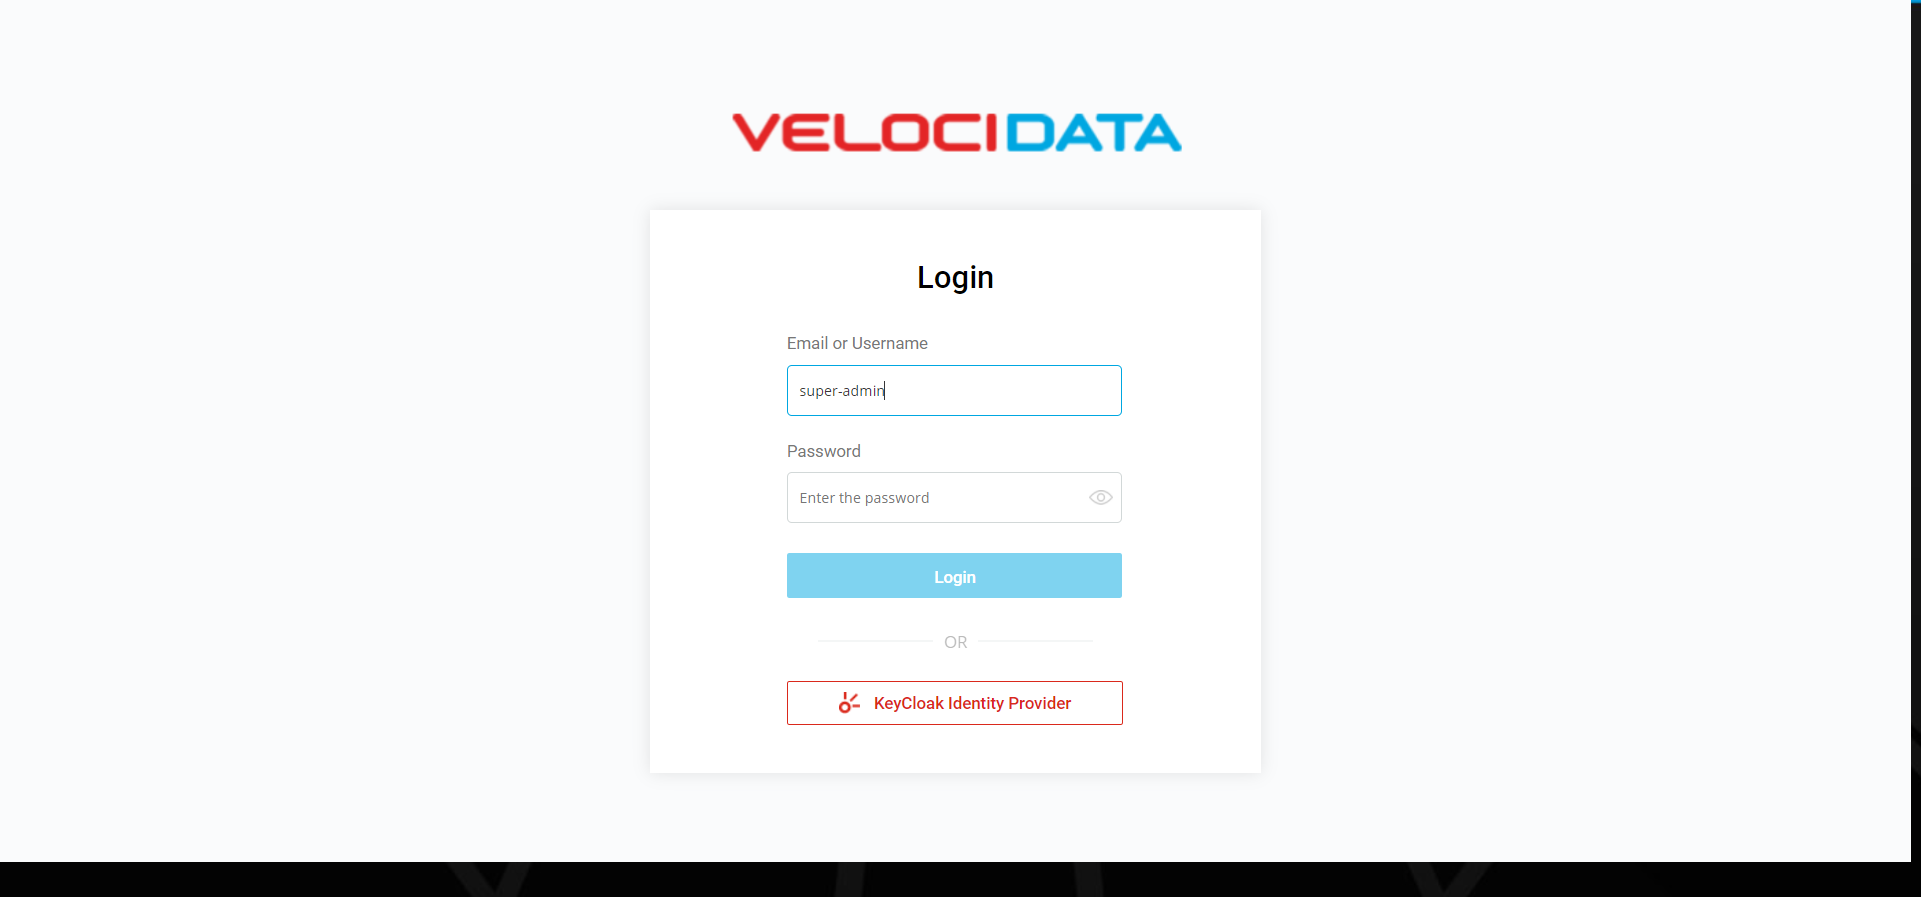 VELOCIDATA
Login
Email or Username
super-admin
Password
Enter the password
Login
OR
KeyCloak Identity Provider